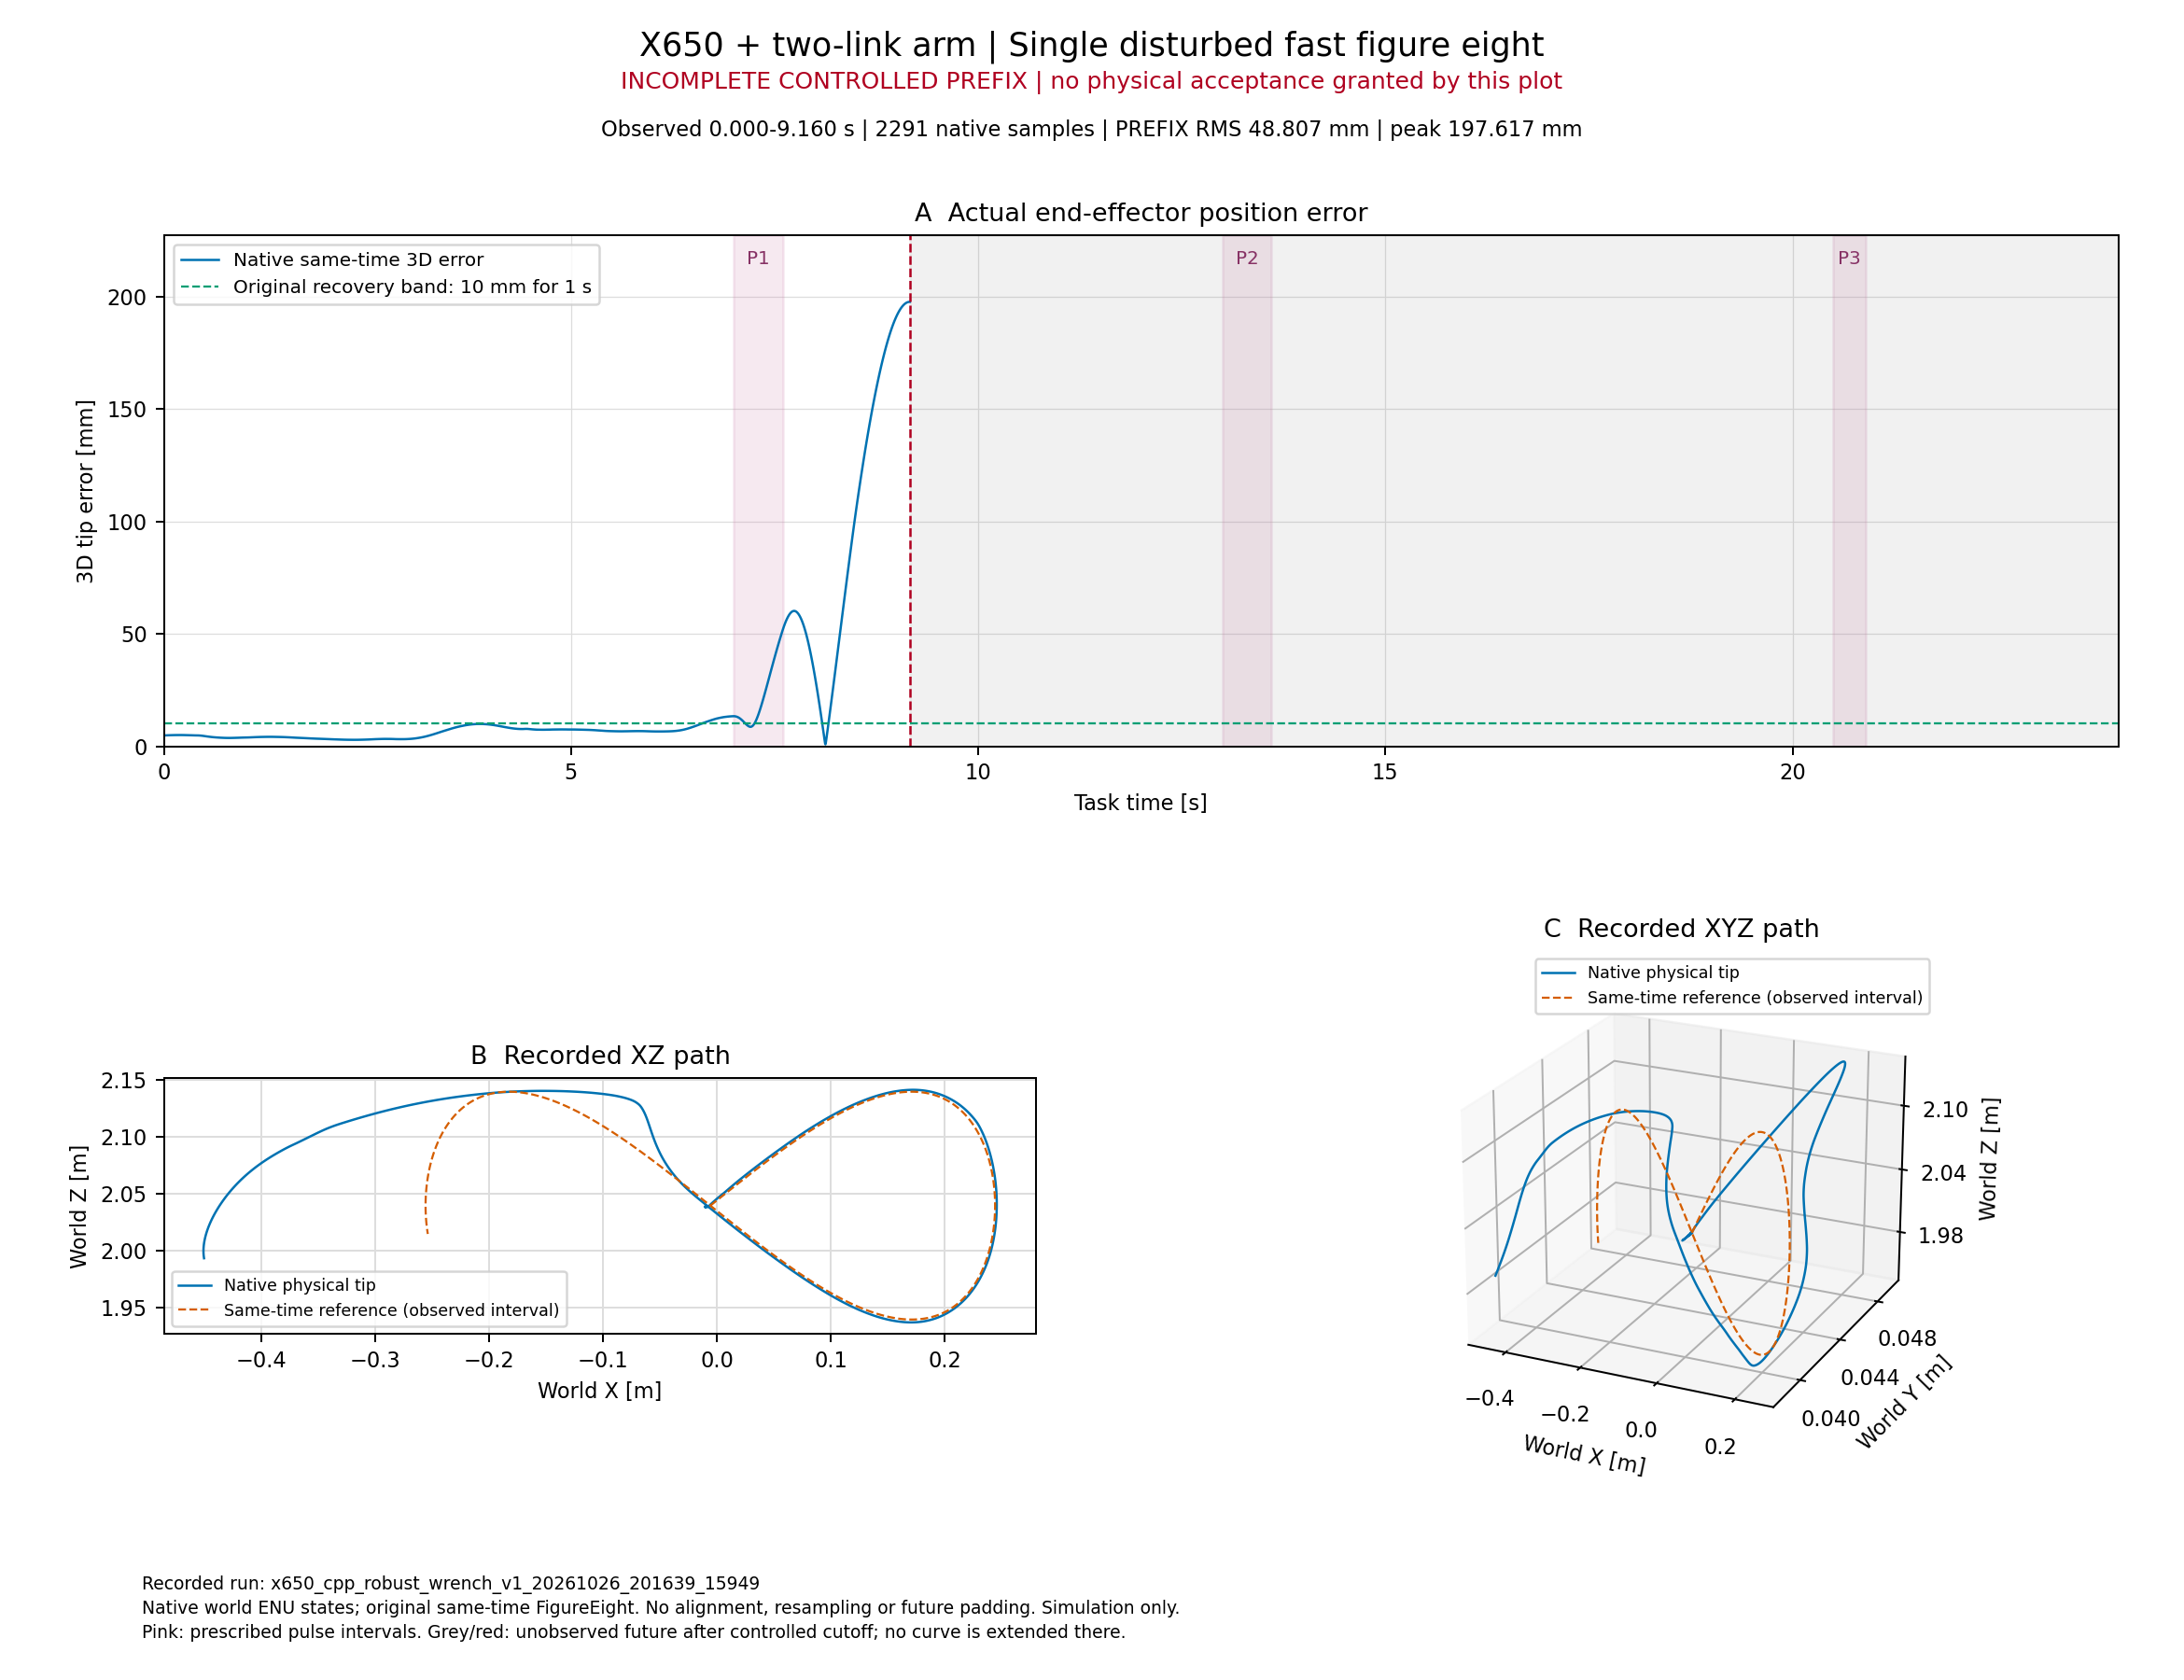 X650 + two-link arm | Single disturbed fast figure eight
INCOMPLETE CONTROLLED PREFIX | no physical acceptance granted by this plot
Observed 0.000-9.160 s | 2291 native samples | PREFIX RMS 48.807 mm | peak 197.617 mm
A  Actual end-effector position error
Native same-time 3D error
Original recovery band: 10 mm for 1 s
P1
P2
P3
200
150
100
50
0
3D tip error [mm]
0
5
10
15
20
Task time [s]
B  Recorded XZ path
2.15
2.10
2.05
2.00
1.95
World Z [m]
Native physical tip
Same-time reference (observed interval)
−0.4
−0.3
−0.2
−0.1
0.0
0.1
0.2
World X [m]
C  Recorded XYZ path
Native physical tip
Same-time reference (observed interval)
2.10
2.04
1.98
World Z [m]
0.048
0.044
0.040
World Y [m]
−0.4
−0.2
0.0
0.2
World X [m]
Recorded run: x650_cpp_robust_wrench_v1_20261026_201639_15949
Native world ENU states; original same-time FigureEight. No alignment, resampling or future padding. Simulation only.
Pink: prescribed pulse intervals. Grey/red: unobserved future after controlled cutoff; no curve is extended there.